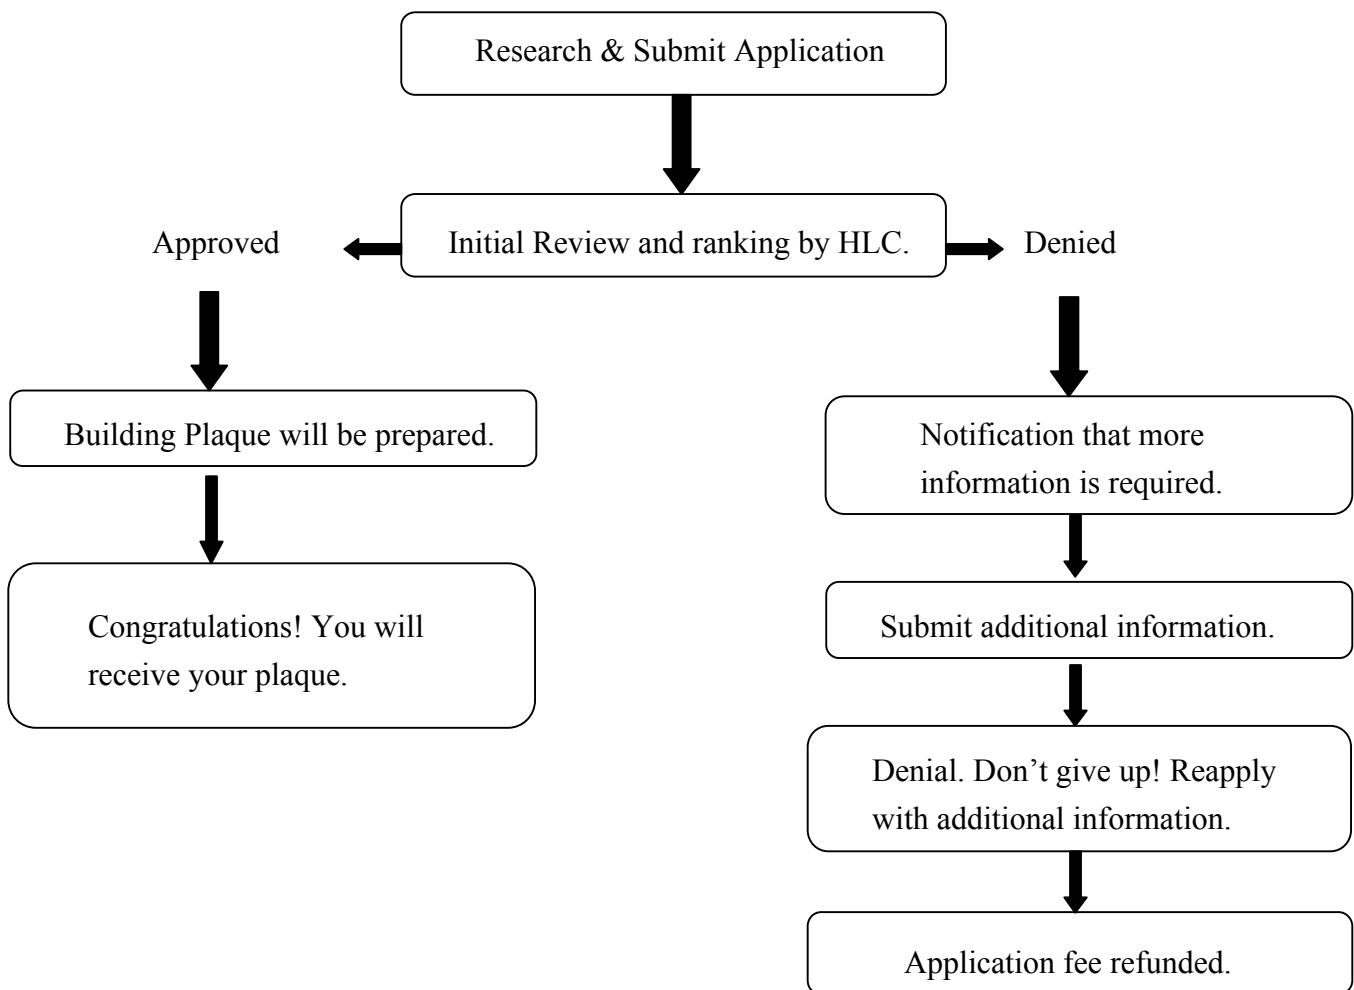 Research & Submit Application
Approved
Initial Review and ranking by HLC.
Denied
Building Plaque will be prepared.
Notification that more
information is required.
Congratulations! You will
receive your plaque.
Submit additional information.
Denial. Don’t give up! Reapply
with additional information.
Application fee refunded.